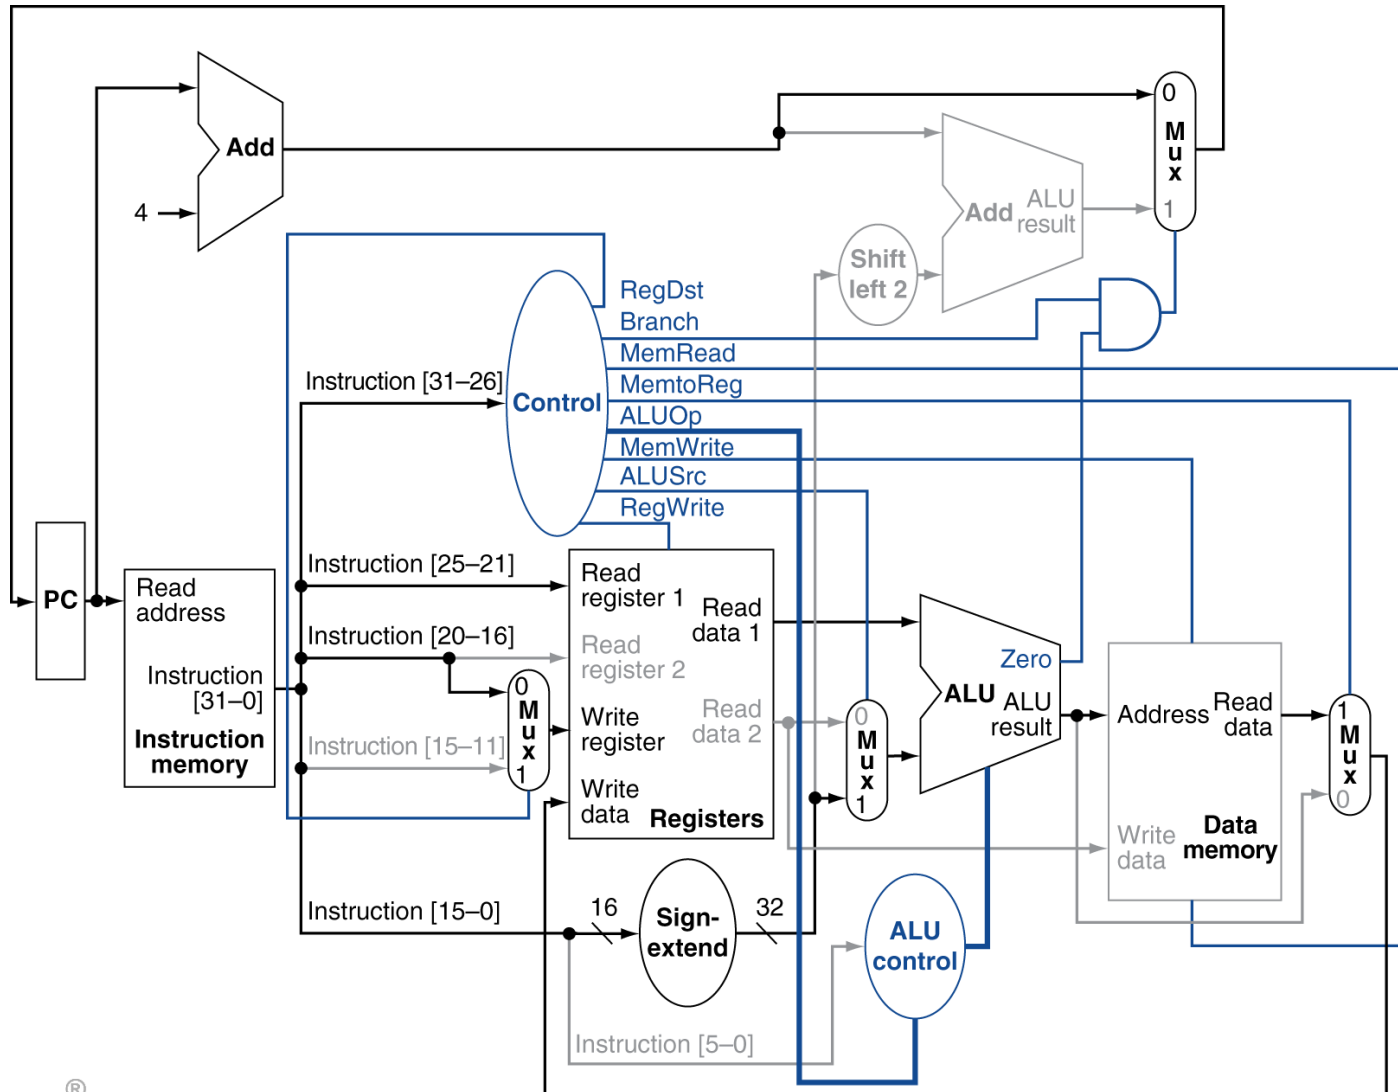 0
M
u
x
1
Add
4
Add
ALU
result
Shift
left 2
RegDst
Branch
MemRead
MemtoReg
ALUOp
MemWrite
ALUSrc
RegWrite
Instruction [31–26]
Control
PC
Read
address
Instruction
[31–0]
Instruction
memory
Instruction [25–21]
Instruction [20–16]
Instruction [15–11]
0
M
u
x
1
Read
register 1
Read
register 2
Write
register
Write
data
Read
data 1
Read
data 2
Registers
0
M
u
x
1
Zero
ALU
ALU
result
Address
Read
data
Write
data
Data
memory
1
M
u
x
0
Instruction [15–0]
16
Sign-
extend
32
ALU
control
Instruction [5–0]
®